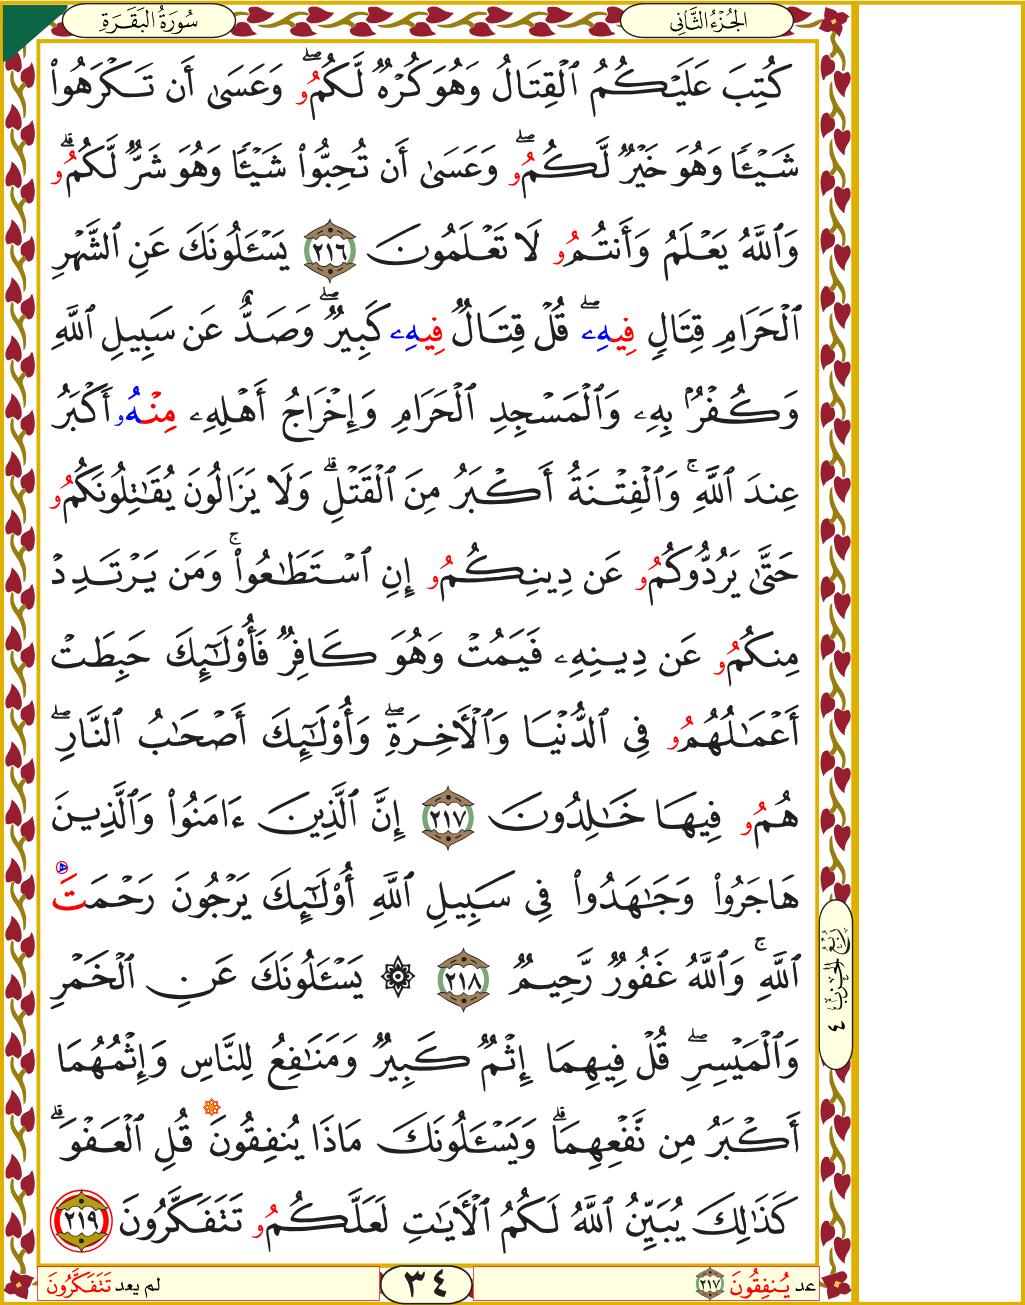 الجُزْءُ الثَّانِي
سُورَةُ البَقَرَةِ
كُتِبَ عَلَيْكُمُ ٱلْقِتَالُ وَهُوَ كُرْهٌ لَّكُمُۥ ۖ وَعَسَىٰ أَن تَكْرَهُوا۟
شَيْـًٔا وَهُوَ خَيْرٌ لَّكُمُۥ ۖ وَعَسَىٰ أَن تُحِبُّوا۟ شَيْـًٔا وَهُوَ شَرٌّ لَّكُمُۥ ۗ
وَٱللَّهُ يَعْلَمُ وَأَنتُمُۥ لَا تَعْلَمُونَ ٢١٦ يَسْـَٔلُونَكَ عَنِ ٱلشَّهْرِ
ٱلْحَرَامِ قِتَالٍ فِيهِۦ ۖ قُلْ قِتَالٌ فِيهِۦ كَبِيرٌ ۖ وَصَدٌّ عَن سَبِيلِ ٱللَّهِ
وَكُفْرٌۢ بِهِۦ وَٱلْمَسْجِدِ ٱلْحَرَامِ وَإِخْرَاجُ أَهْلِهِۦ مِنْهُۥ أَكْبَرُ
عِندَ ٱللَّهِ ۚ وَٱلْفِتْنَةُ أَكْبَرُ مِنَ ٱلْقَتْلِ ۗ وَلَا يَزَالُونَ يُقَـٰتِلُونَكُمُۥ
حَتَّىٰ يَرُدُّوكُمُۥ عَن دِينِكُمُۥ إِنِ ٱسْتَطَـٰعُوا۟ ۚ وَمَن يَرْتَدِدْ
مِنكُمُۥ عَن دِينِهِۦ فَيَمُتْ وَهُوَ كَافِرٌ فَأُو۟لَـٰٓئِكَ حَبِطَتْ
أَعْمَـٰلُهُمُۥ فِي ٱلدُّنْيَا وَٱلْأَخِرَةِ ۖ وَأُو۟لَـٰٓئِكَ أَصْحَـٰبُ ٱلنَّارِ ۖ
هُمُۥ فِيهَا خَـٰلِدُونَ ٢١٧ إِنَّ ٱلَّذِينَ ءَامَنُوا۟ وَٱلَّذِينَ
هَاجَرُوا۟ وَجَـٰهَدُوا۟ فِي سَبِيلِ ٱللَّهِ أُو۟لَـٰٓئِكَ يَرْجُونَ رَحْمَتَ
ٱللَّهِ ۚ وَٱللَّهُ غَفُورٌ رَّحِيمٌ ٢١٨ ۞ يَسْـَٔلُونَكَ عَنِ ٱلْخَمْرِ
وَٱلْمَيْسِرِ ۖ قُلْ فِيهِمَا إِثْمٌ كَبِيرٌ وَمَنَـٰفِعُ لِلنَّاسِ وَإِثْمُهُمَا
أَكْبَرُ مِن نَّفْعِهِمَا ۗ وَيَسْـَٔلُونَكَ مَاذَا يُنفِقُونَ قُلِ ٱلْعَفْوَ ۗ
كَذَٰلِكَ يُبَيِّنُ ٱللَّهُ لَكُمُ ٱلْأَيَـٰتِ لَعَلَّكُمُۥ تَتَفَكَّرُونَ ٢١٩
رُبْعُ الحِزْبِ ٤
عد يُنفِقُونَ ٢١٧
٣٤
لم يعد تَتَفَكَّرُونَ